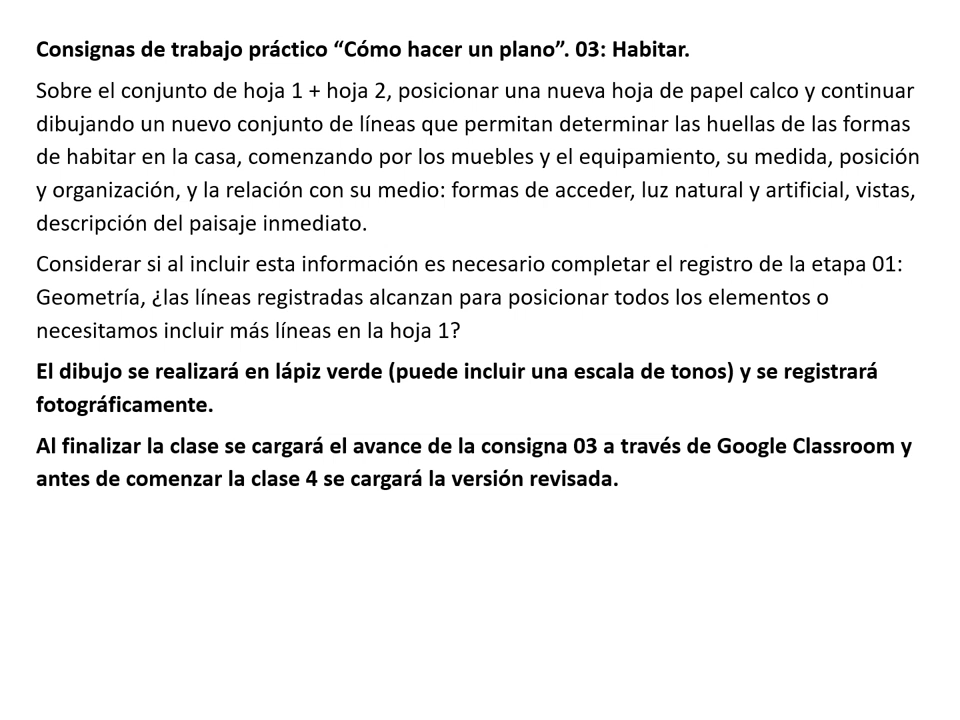 Consignas de trabajo práctico “Cómo hacer un plano”. 03: Habitar.
Sobre el conjunto de hoja 1 + hoja 2, posicionar una nueva hoja de papel calco y continuar
dibujando un nuevo conjunto de líneas que permitan determinar las huellas de las formas
de habitar en la casa, comenzando por los muebles y el equipamiento, su medida, posición
y organización, y la relación con su medio: formas de acceder, luz natural y artificial, vistas,
descripción del paisaje inmediato.
Considerar si al incluir esta información es necesario completar el registro de la etapa 01:
Geometría, ¿las líneas registradas alcanzan para posicionar todos los elementos o
necesitamos incluir más líneas en la hoja 1?
El dibujo se realizará en lápiz verde (puede incluir una escala de tonos) y se registrará
fotográficamente.
Al finalizar la clase se cargará el avance de la consigna 03 a través de Google Classroom y
antes de comenzar la clase 4 se cargará la versión revisada.